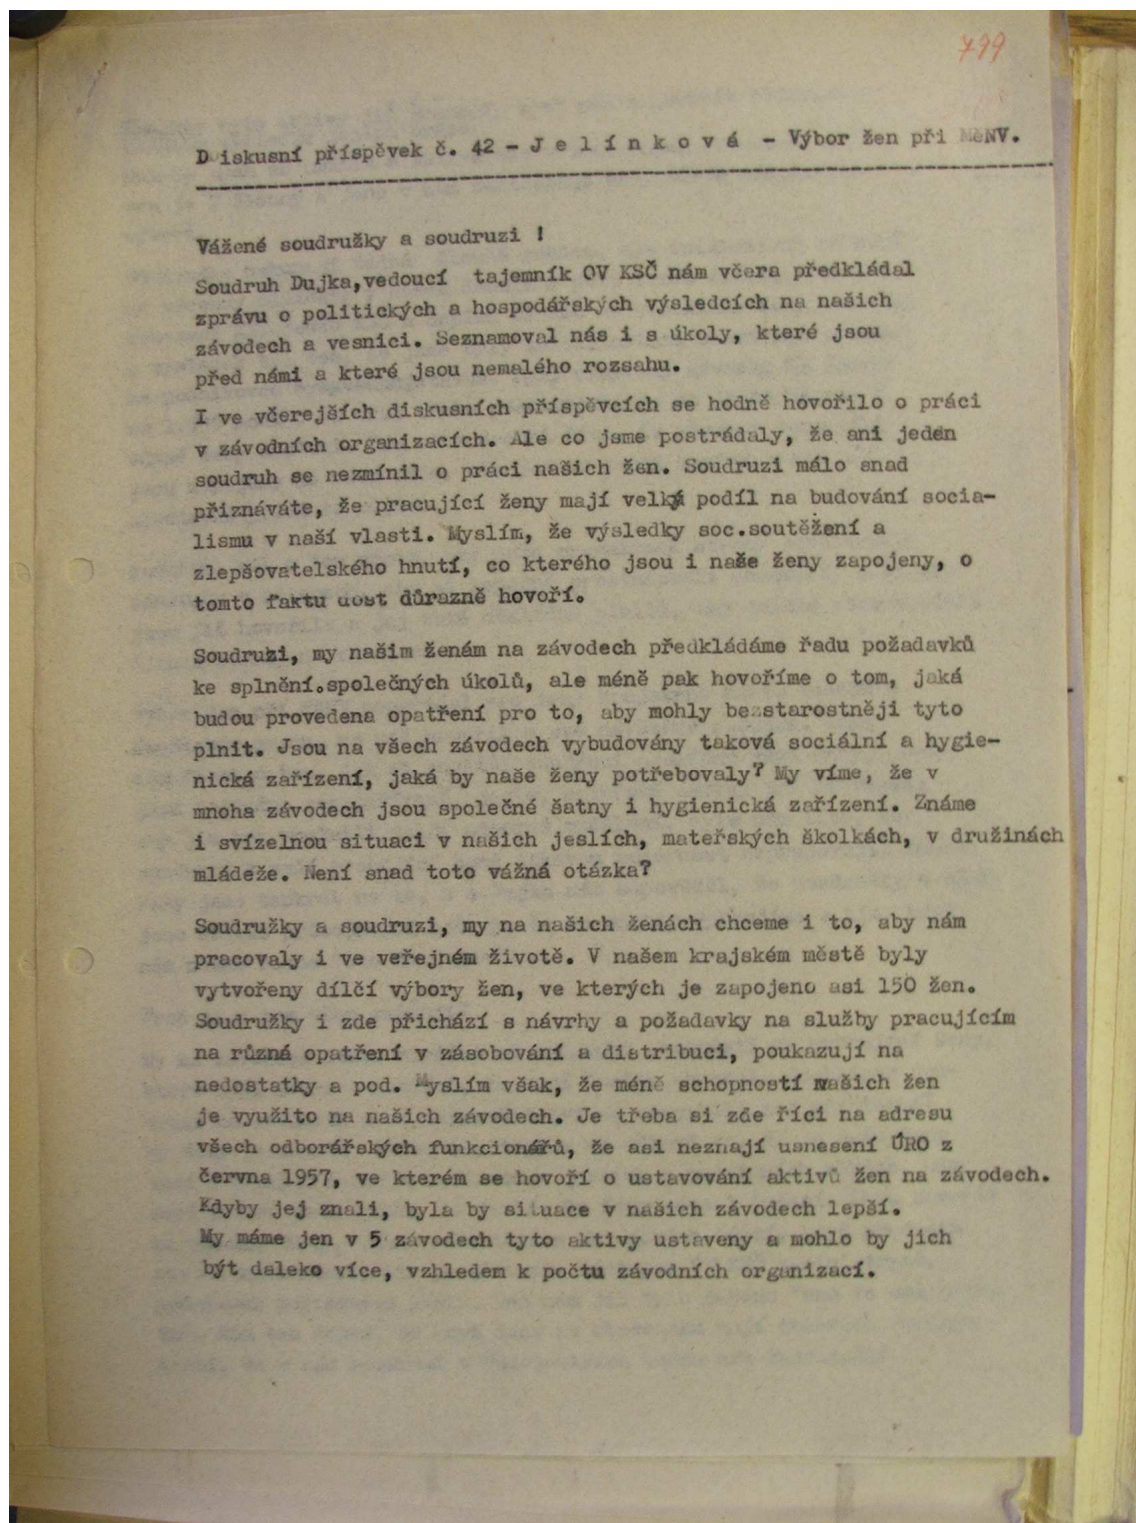 799
Diskusní příspěvek č. 42 - J e l í n k o v á - Výbor žen při MěNV.
Vážené soudružky a soudruzi !
Soudruh Dujka,vedoucí tajemník OV KSČ nám včera předkládal
zprávu o politických a hospodářských výsledcích na našich
závodech a vesnici. Seznamoval nás i s úkoly, které jsou
před námi a které jsou nemalého rozsahu.
I ve včerejších diskusních příspěvcích se hodně hovořilo o práci
v závodních organizacích. Ale co jsme postrádaly, že ani jeden
soudruh se nezmínil o práci našich žen. Soudruzi málo snad
přiznáváte, že pracující ženy mají velký podíl na budování socia-
lismu v naší vlasti. Myslím, že výsledky soc.soutěžení a
zlepšovatelského hnutí, co kterého jsou i naše ženy zapojeny, o
tomto faktu dost důrazně hovoří.
Soudruzi, my našim ženám na závodech předkládáme řadu požadavků
ke splnění.společných úkolů, ale méně pak hovoříme o tom, jaká
budou provedena opatření pro to, aby mohly bezstarostněji tyto
plnit. Jsou na všech závodech vybudovány taková sociální a hygie-
nická zařízení, jaká by naše ženy potřebovaly? My víme, že v
mnoha závodech jsou společné šatny i hygienická zařízení. Známe
i svízelnou situaci v našich jeslích, mateřských školkách, v družinách
mládeže. Není snad toto vážná otázka?
Soudružky a soudruzi, my na našich ženách chceme i to, aby nám
pracovaly i ve veřejném životě. V našem krajském městě byly
vytvořeny dílčí výbory žen, ve kterých je zapojeno asi 150 žen.
Soudružky i zde přichází s návrhy a požadavky na služby pracujícím
na různá opatření v zásobování a distribuci, poukazují na
nedostatky a pod. Myslím však, že méně schopností našich žen
je využito na našich závodech. Je třeba si zde říci na adresu
všech odborářských funkcionářů, že asi neznají usnesení ÚRO z
června 1957, ve kterém se hovoří o ustavování aktivů žen na závodech.
Kdyby jej znali, byla by situace v našich závodech lepší.
My máme jen v 5 závodech tyto aktivy ustaveny a mohlo by jich
být daleko více, vzhledem k počtu závodních organizací.